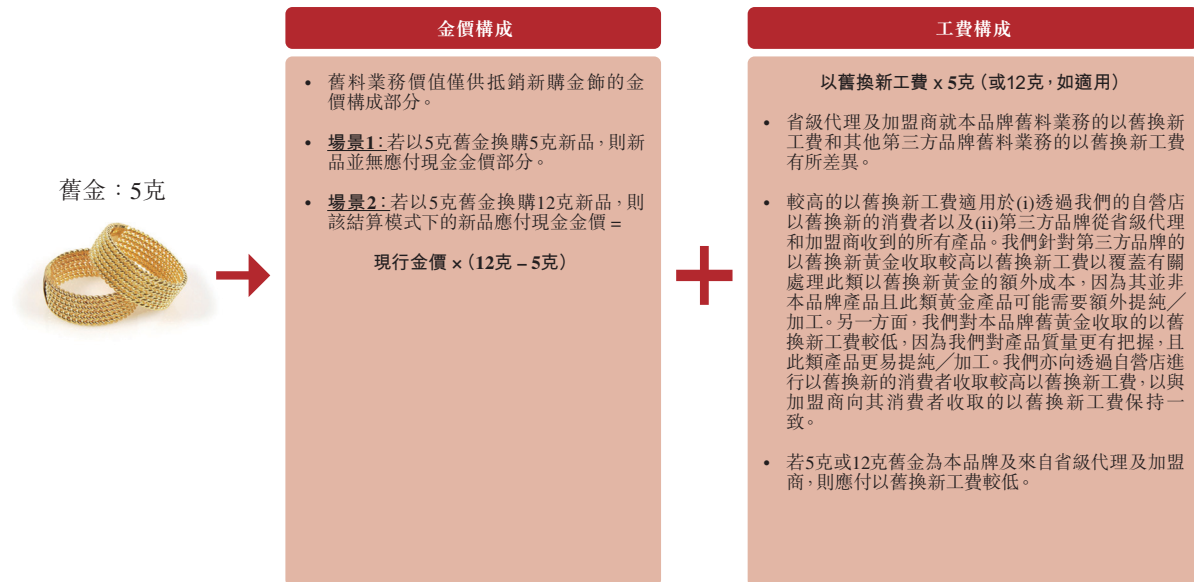 舊金：5克
金價構成
• 舊料業務價值僅供抵銷新購金飾的金
價構成部分。
• 場景1：若以5克舊金換購5克新品，則新
品並無應付現金金價部分。
• 場景2：若以5克舊金換購12克新品，則
該結算模式下的新品應付現金金價 =
現行金價 ×（12克 – 5克）
+
工費構成
以舊換新工費 x 5克（或12克，如適用）
• 省級代理及加盟商就本品牌舊料業務的以舊換新
工費和其他第三方品牌舊料業務的以舊換新工費
有所差異。
• 較高的以舊換新工費適用於(i)透過我們的自營店
以舊換新的消費者以及(ii)第三方品牌從省級代理
和加盟商收到的所有產品。我們針對第三方品牌的
以舊換新黃金收取較高以舊換新工費以覆蓋有關
處理此類以舊換新黃金的額外成本，因為其並非
本品牌產品且此類黃金產品可能需要額外提純／
加工。另一方面，我們對本品牌舊黃金收取的以舊
換新工費較低，因為我們對產品質量更有把握，且
此類產品更易提純／加工。我們亦向透過自營店進
行以舊換新的消費者收取較高以舊換新工費，以與
加盟商向其消費者收取的以舊換新工費保持一
致。
• 若5克或12克舊金為本品牌及來自省級代理及加盟
商，則應付以舊換新工費較低。